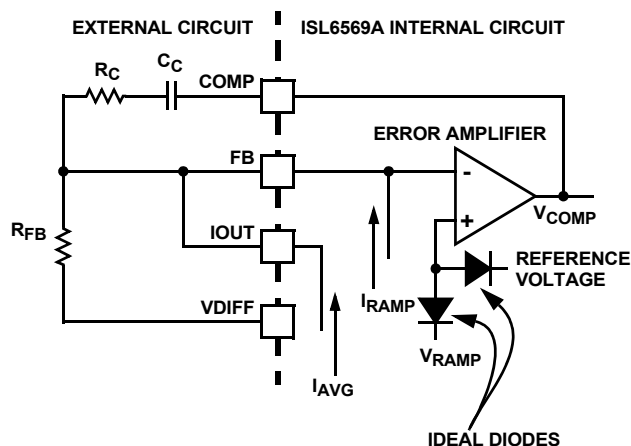 EXTERNAL CIRCUIT
ISL6569A INTERNAL CIRCUIT
RC
CC
COMP
ERROR AMPLIFIER
FB
-
+
VCOMP
RFB
IOUT
REFERENCE
VOLTAGE
IRAMP
VDIFF
VRAMP
IAVG
IDEAL DIODES